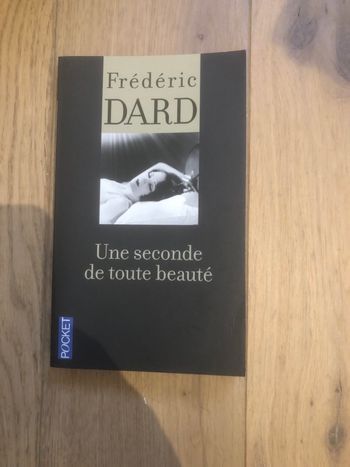 Frédéric
DARD
Une seconde
de toute beauté
POCKET